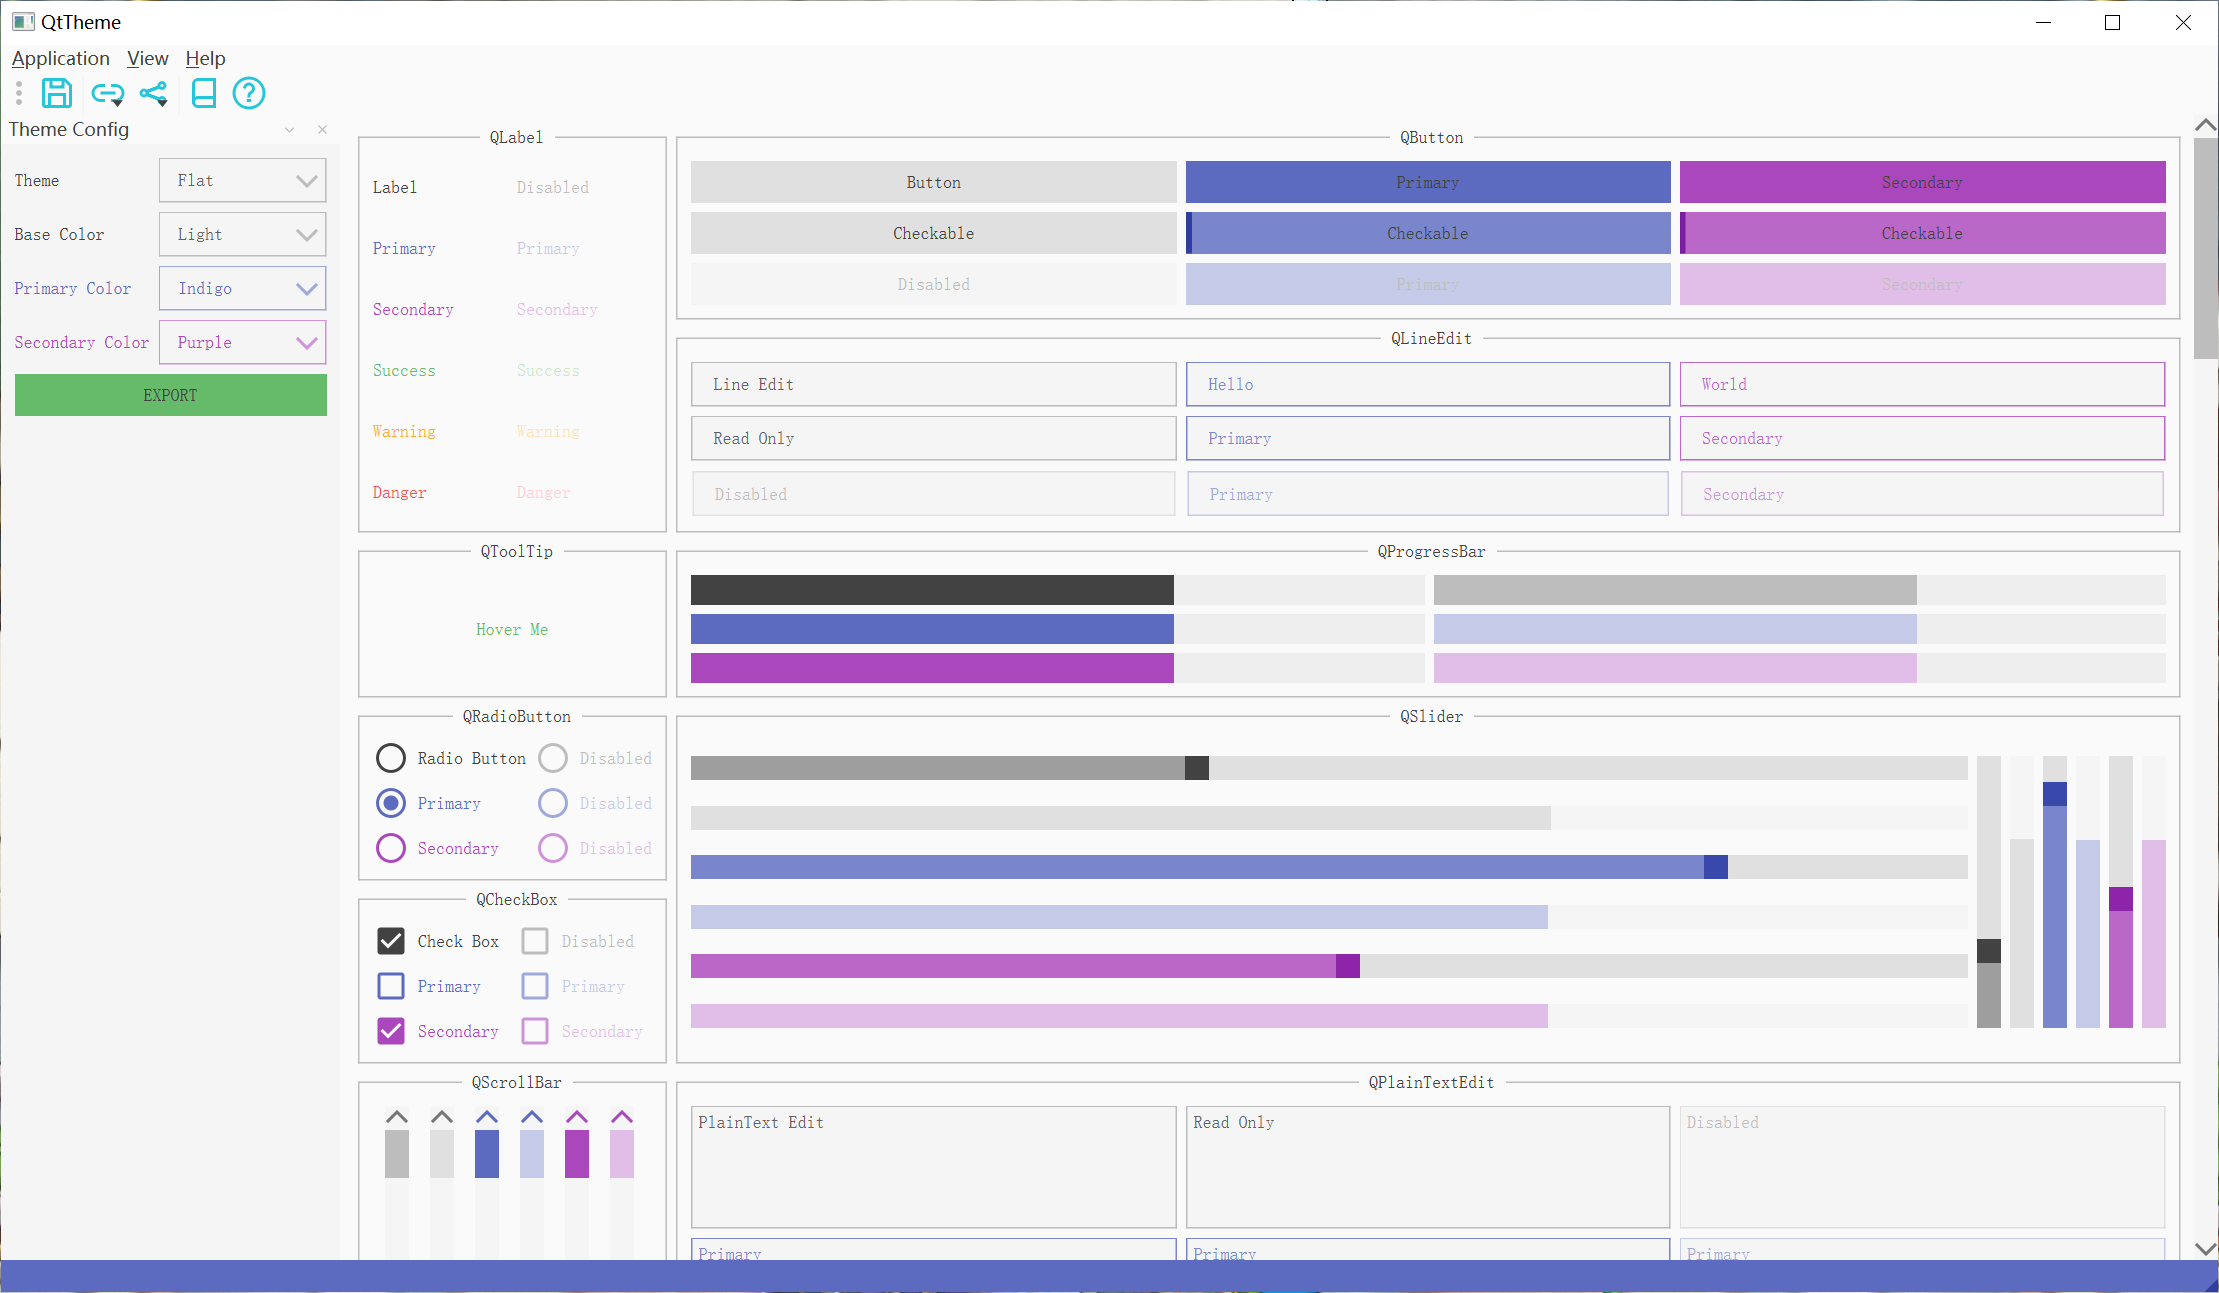 QtTheme
Application View Help
Theme Config
Theme Flat
Base Color Light
Primary Color Indigo
Secondary Color Purple
EXPORT
QLabel
Label Disabled
Primary Primary
Secondary Secondary
Success Success
Warning Warning
Danger Danger
QButton
Button Primary Secondary
Checkable Checkable Checkable
Disabled Primary Secondary
QLineEdit
Line Edit Hello World
Read Only Primary Secondary
Disabled Primary Secondary
QToolTip
Hover Me
QProgressBar
QRadioButton
Radio Button Disabled
Primary Disabled
Secondary Disabled
QSlider
QCheckBox
Check Box Disabled
Primary Primary
Secondary Secondary
QScrollBar
QPlainTextEdit
PlainText Edit Read Only Disabled
Primary Primary Primary